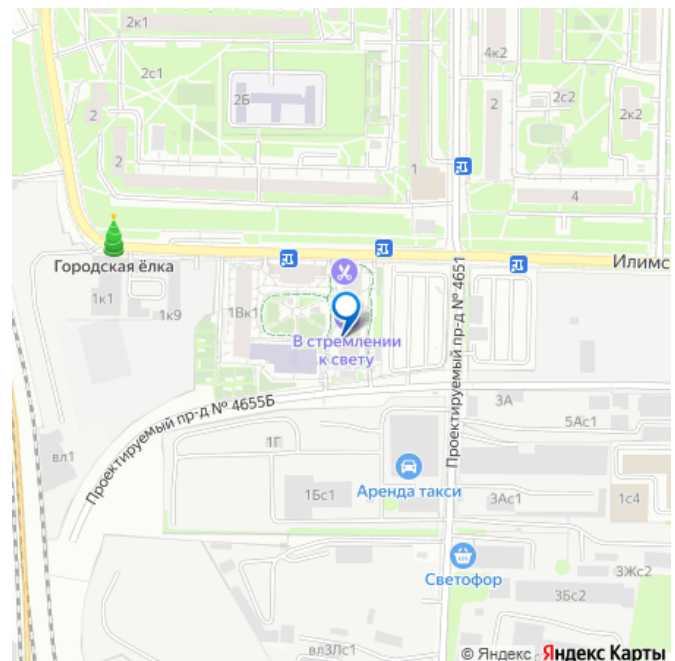 2к1
4к2
2с1
2с2
2Б
2
2к2
2
2
1
4
Городская ёлка
Илимс
1к1
1к9
1Вк1
В стремлении
к свету
Проектируемый пр-д № 4651
Проектируемый пр-д № 4655Б
3А
5Ас1
1Г
вл1
1Бс1
Аренда такси
3Ас1
1с4
Светофор
3Жс2
3Бс2
вл3Лс1
© Яндекс Яндекс Карты